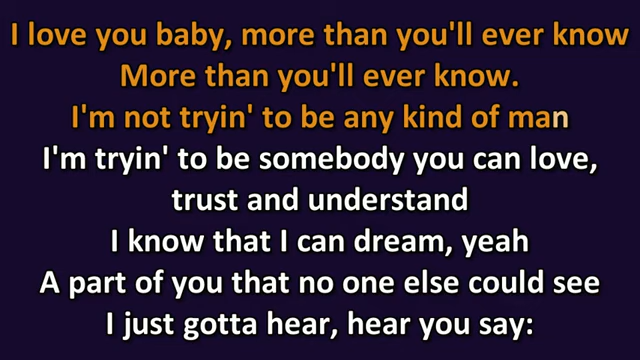 I love you baby, more than you'll ever know
More than you'll ever know.
I'm not tryin' to be any kind of man
I'm tryin' to be somebody you can love,
trust and understand
I know that I can dream, yeah
A part of you that no one else could see
I just gotta hear, hear you say: